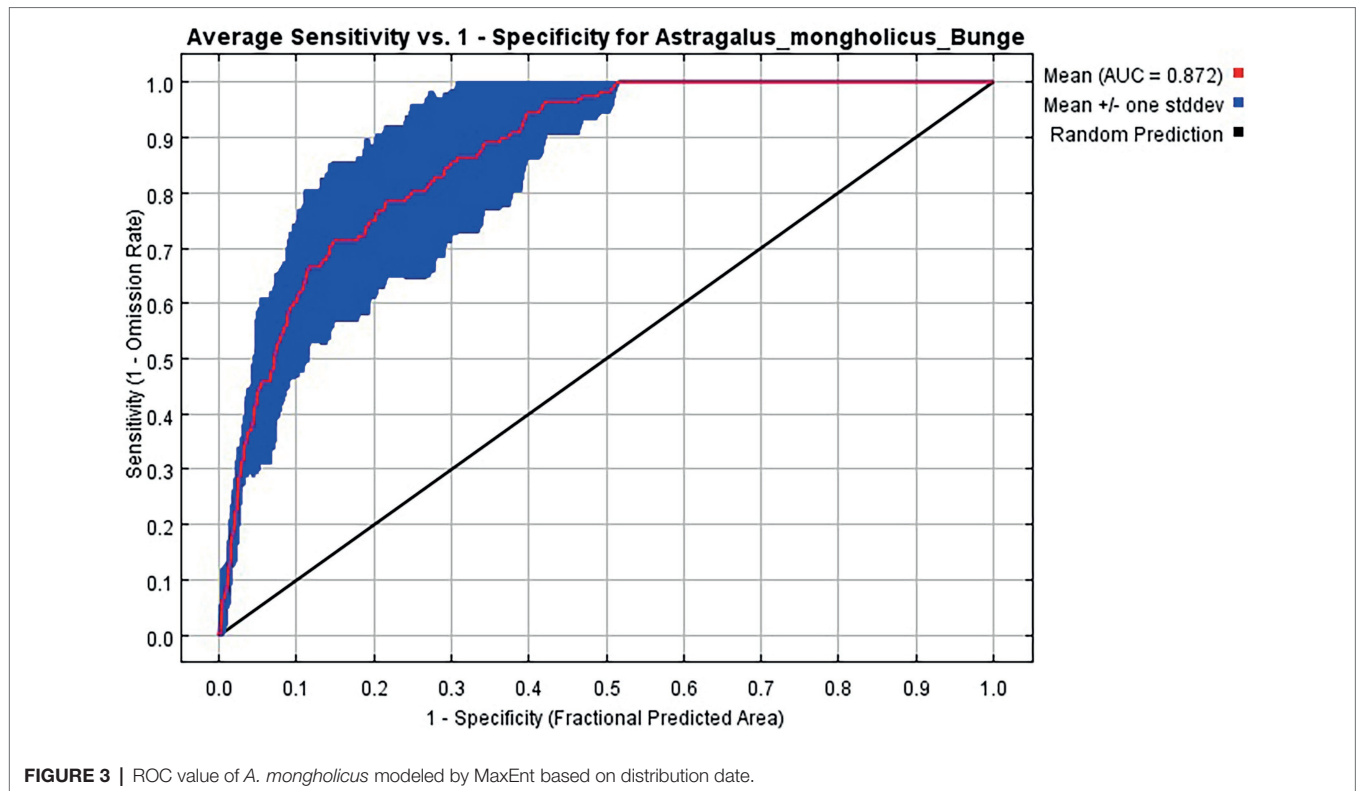 Average Sensitivity vs. 1 - Specificity for Astragalus_mongholicus_Bunge
Mean (AUC = 0.872)
Mean +/- one stddev
Random Prediction
Sensitivity (1 - Omission Rate)
1.0
0.9
0.8
0.7
0.6
0.5
0.4
0.3
0.2
0.1
0.0
0.0 0.1 0.2 0.3 0.4 0.5 0.6 0.7 0.8 0.9 1.0
1 - Specificity (Fractional Predicted Area)
FIGURE 3 | ROC value of A. mongholicus modeled by MaxEnt based on distribution date.